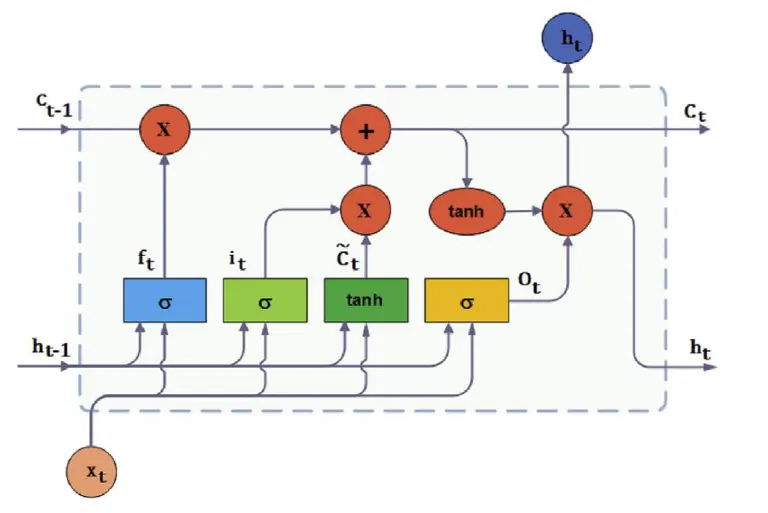 ht
Ct-1
X
+
Ct
X
tanh
X
ft
it
C̃t
Ot
σ
σ
tanh
σ
ht-1
ht
xt